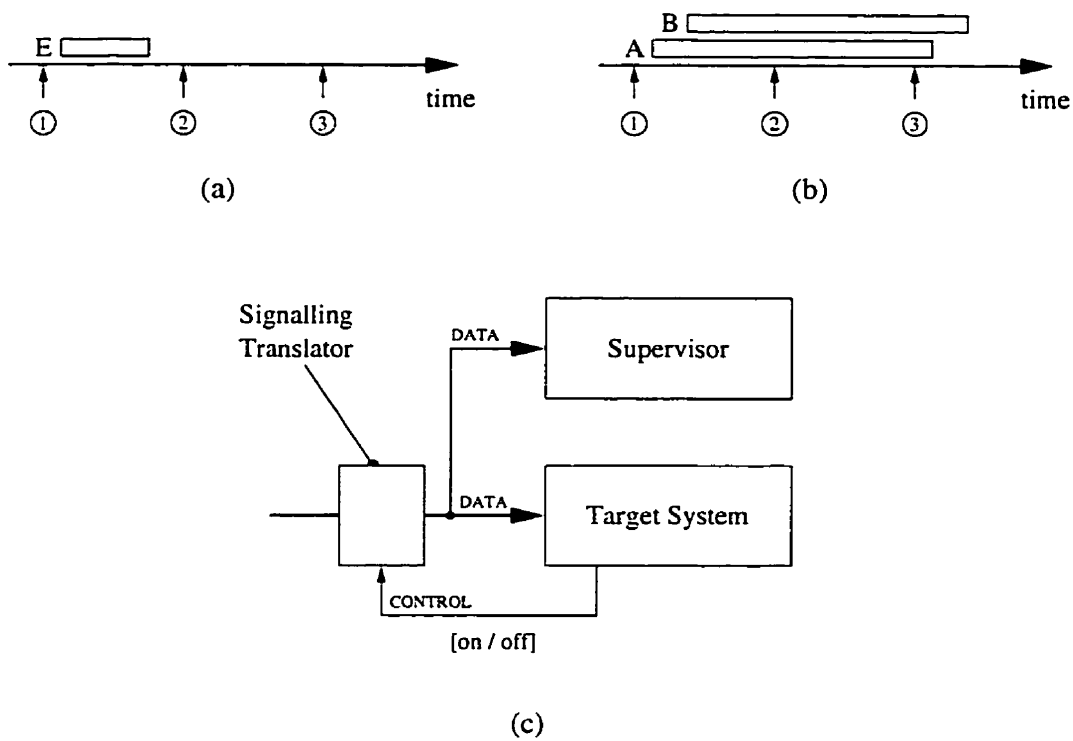 E
time
①
②
③
(a)
B
A
time
①
②
③
(b)
Signalling
Translator
DATA
Supervisor
DATA
Target System
CONTROL
[on / off]
(c)